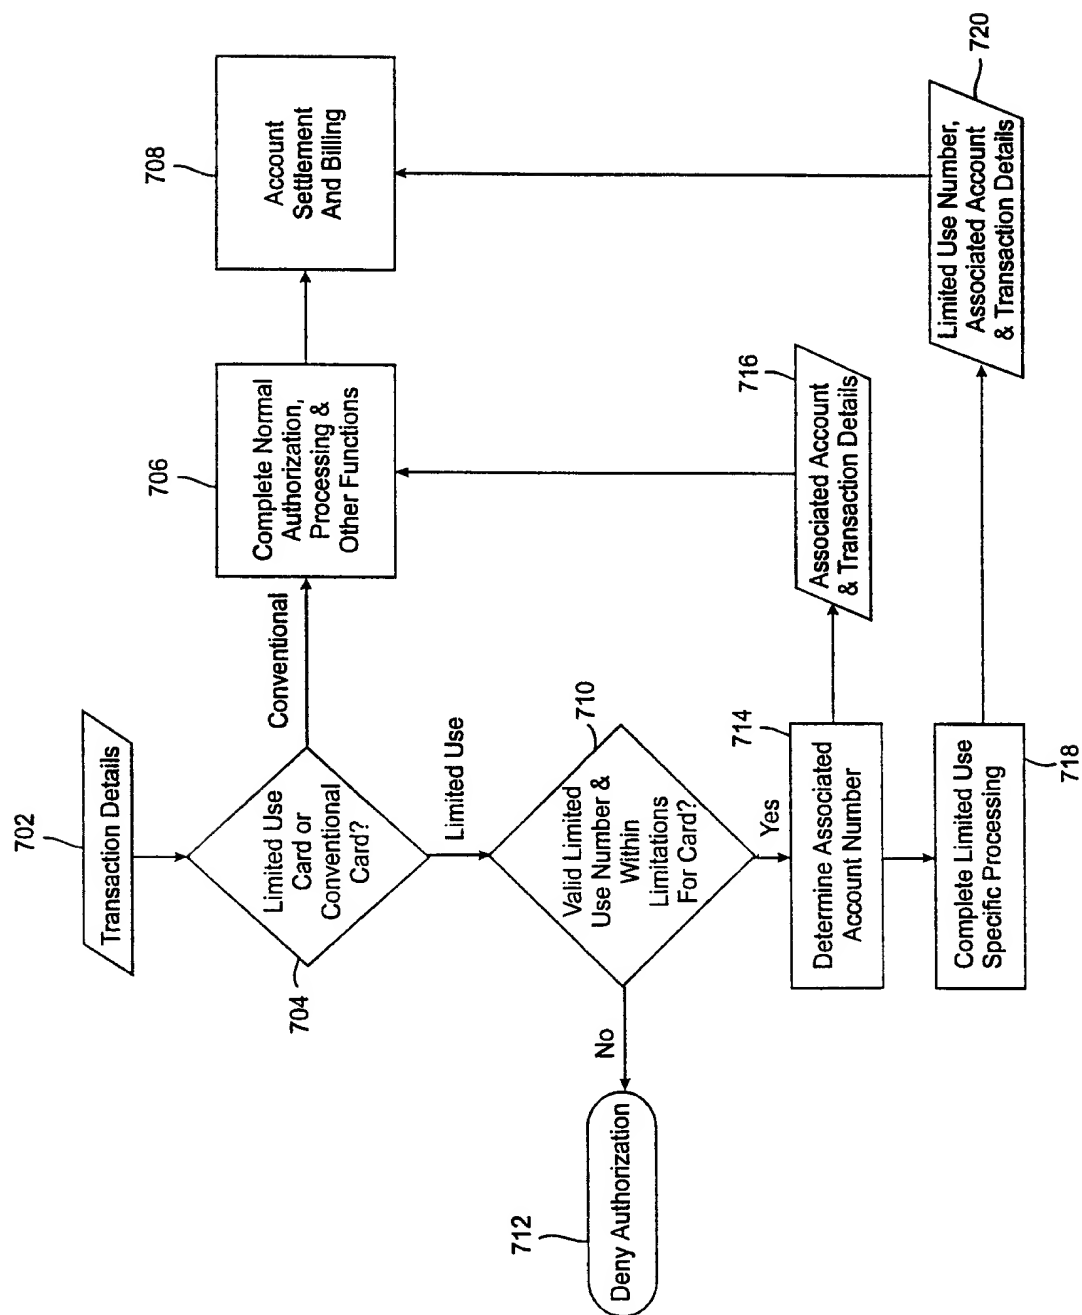 702
Transaction Details
Limited Use
Card or
Conventional
Card?
704
Conventional
Complete Normal
Authorization,
Processing &
Other Functions
706
Account
Settlement
And Billing
708
Limited Use
Valid Limited
Use Number &
Within
Limitations
For Card?
710
No
Deny Authorization
712
Yes
Determine Associated
Account Number
714
Associated Account
& Transaction Details
716
Complete Limited Use
Specific Processing
718
Limited Use Number,
Associated Account
& Transaction Details
720